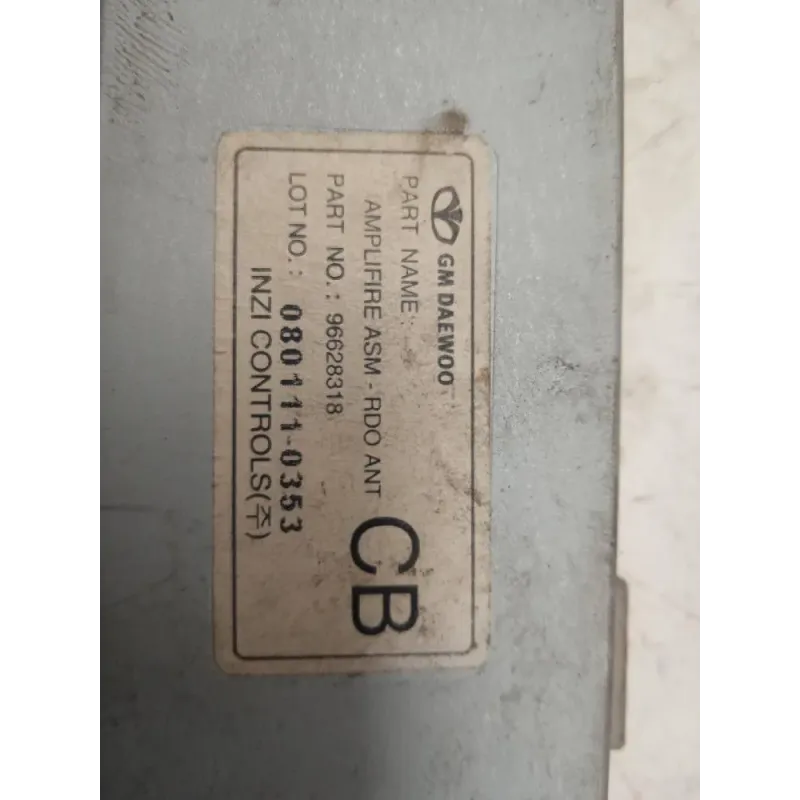 GM DAEWOO
PART NAME:
AMPLIFIRE ASM - RDO ANT
PART NO. : 96628318
LOT NO. : 080111-0353
INZI CONTROLS(주)
CB